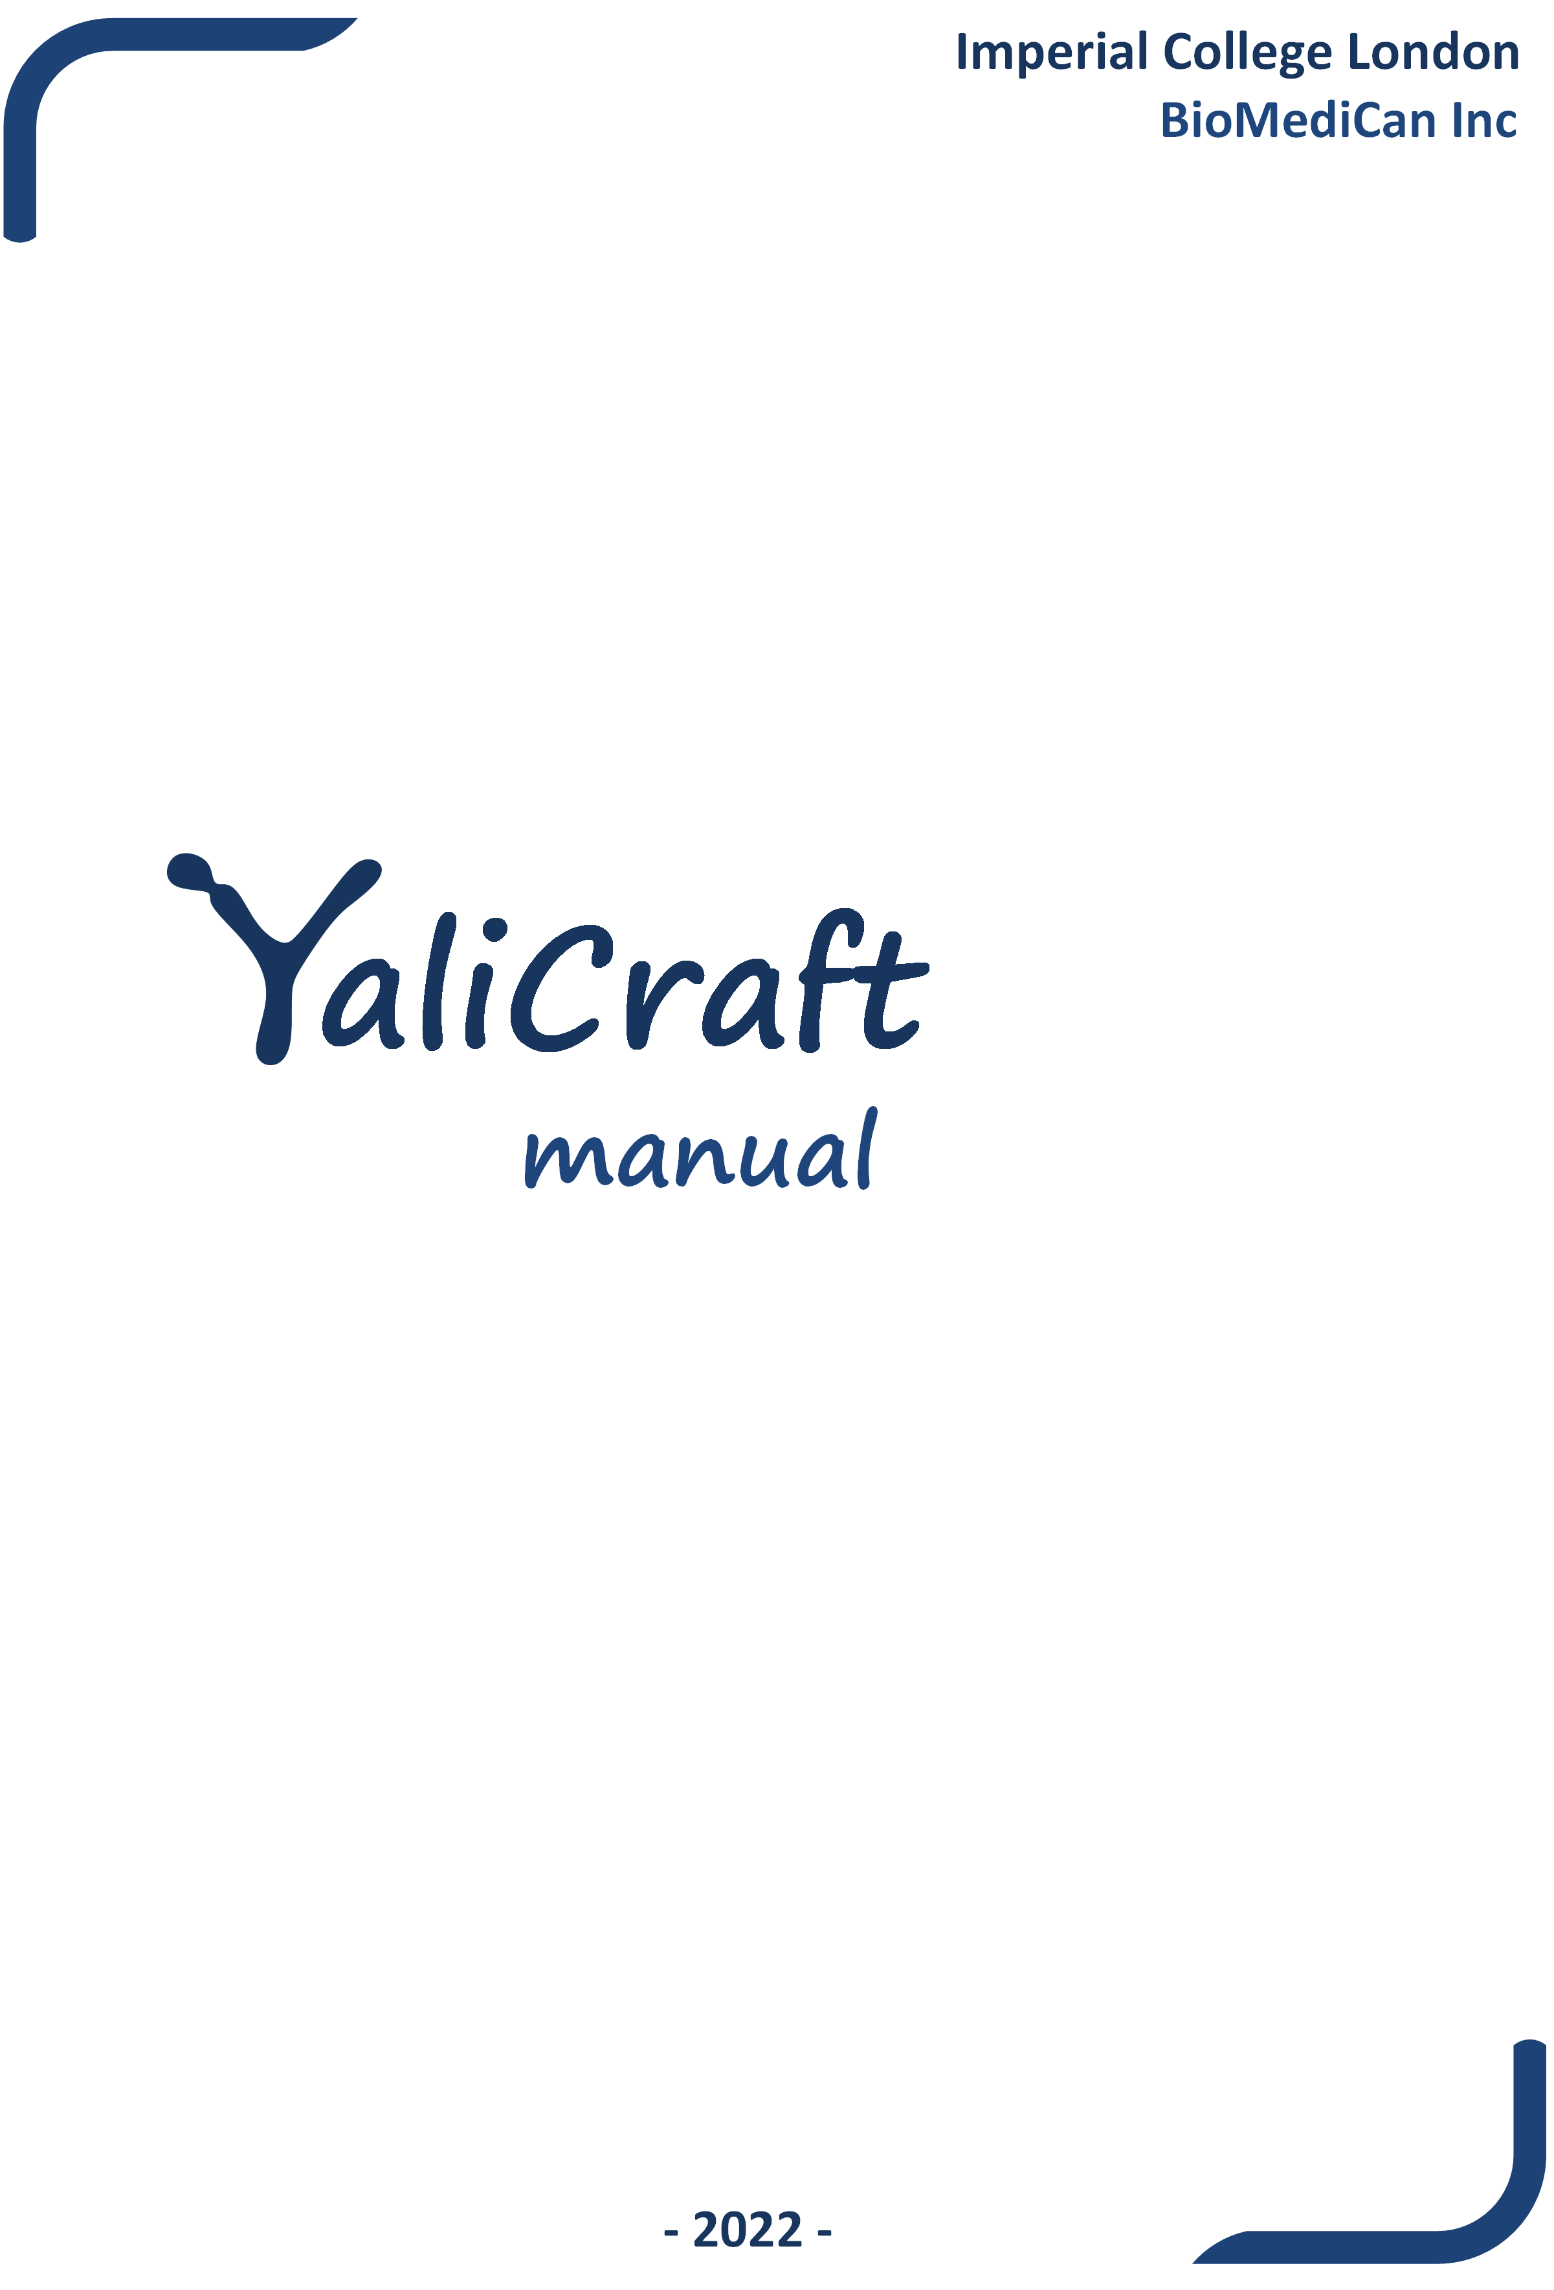 Imperial College London
BioMediCan Inc
YaliCraft
manual
- 2022 -